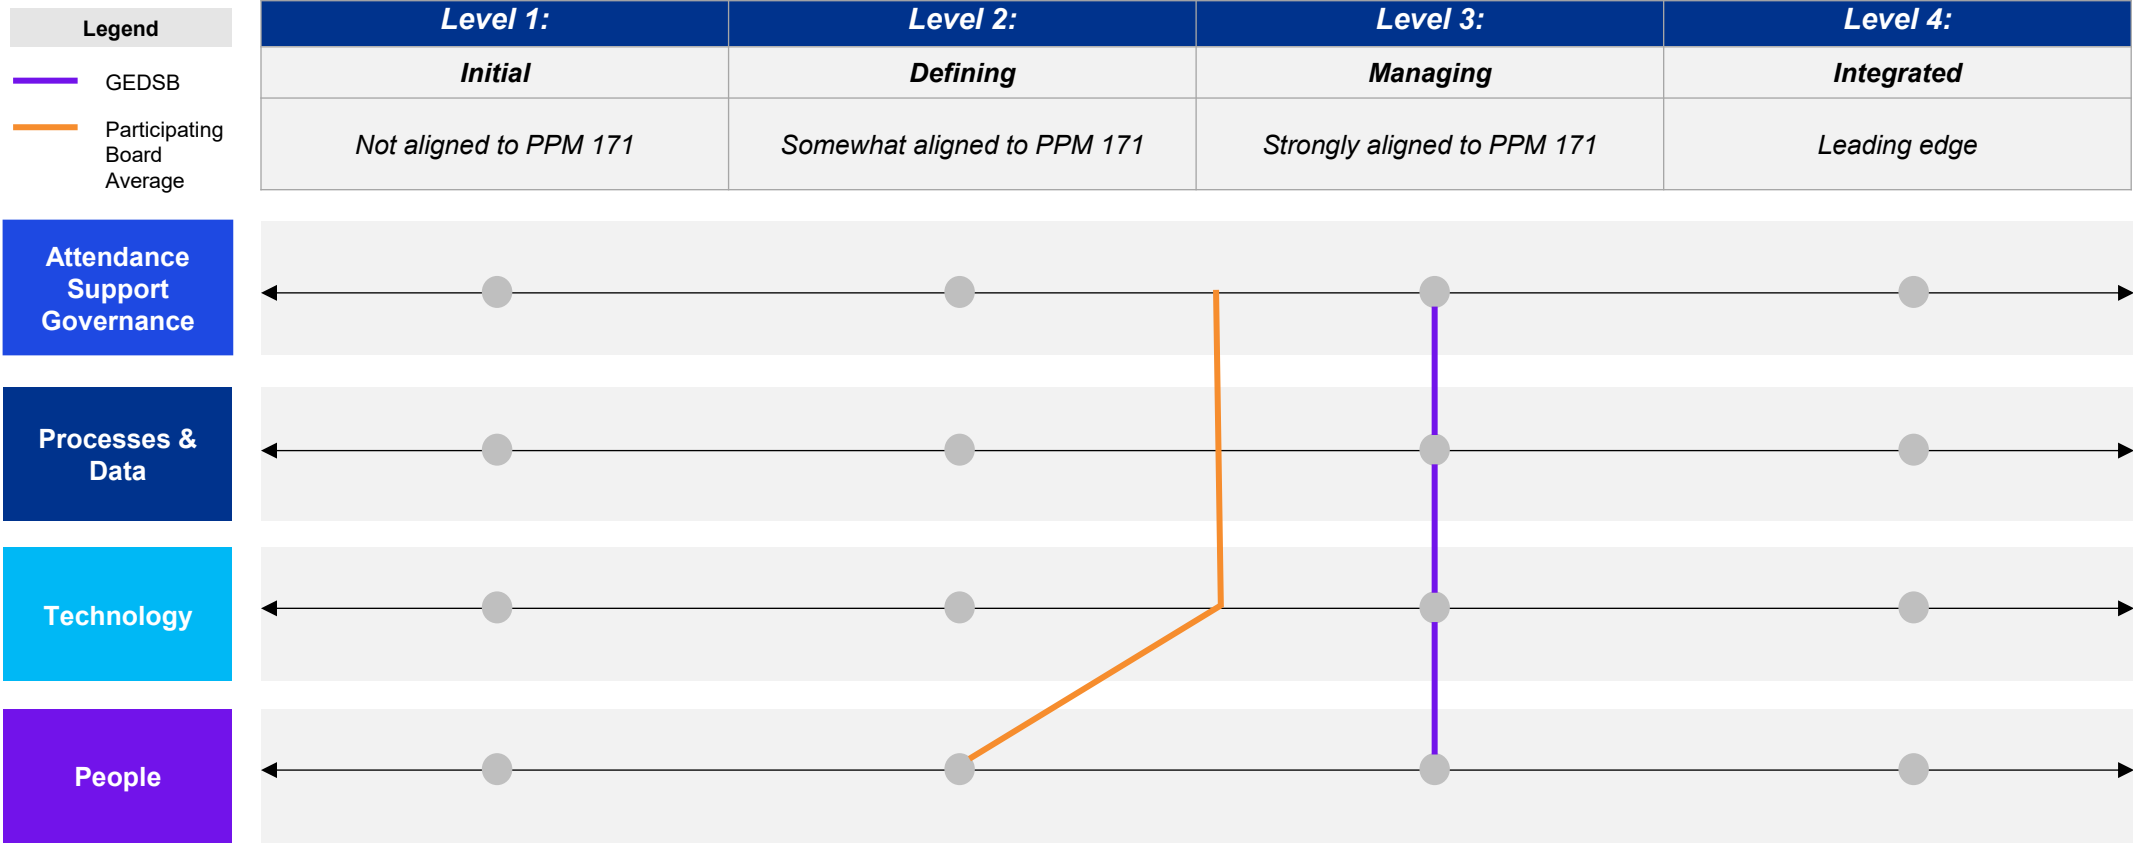 Legend
GEDSB
Participating
Board
Average
Level 1:
Level 2:
Level 3:
Level 4:
Initial
Defining
Managing
Integrated
Not aligned to PPM 171
Somewhat aligned to PPM 171
Strongly aligned to PPM 171
Leading edge
Attendance
Support
Governance
Processes &
Data
Technology
People